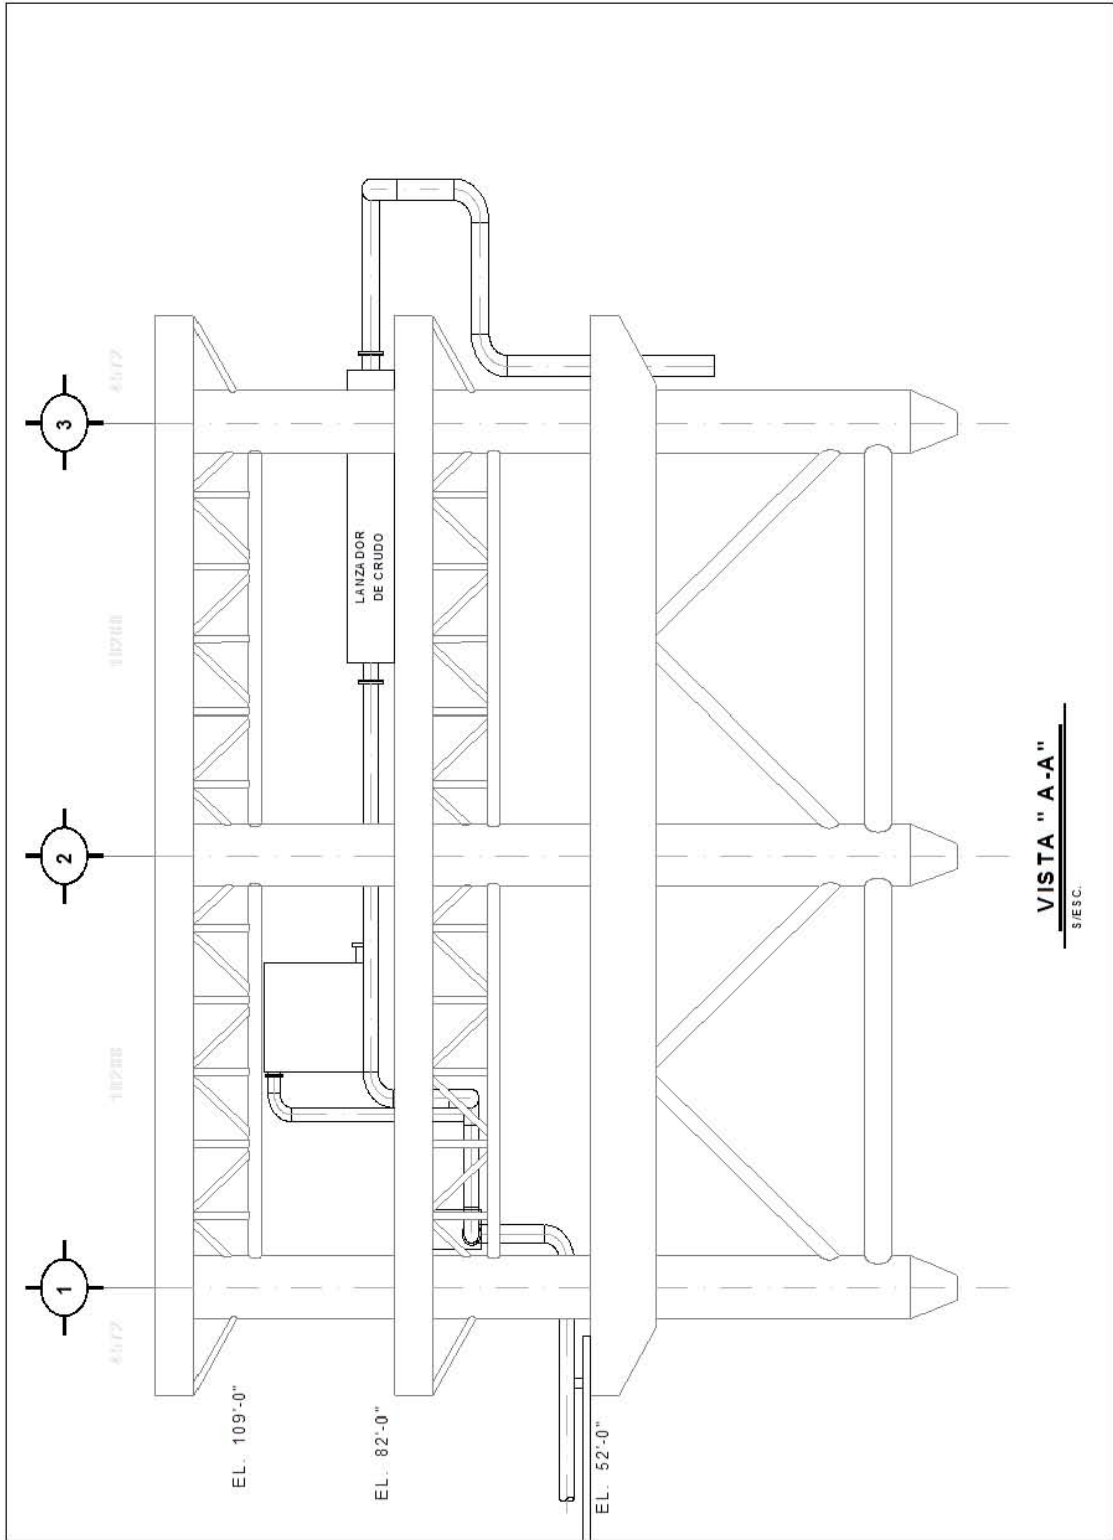 1
2
3
LANZADOR
DE CRUDO
EL. 109'-0"
EL. 82'-0"
EL. 52'-0"
VISTA " A-A"
S/ESC.